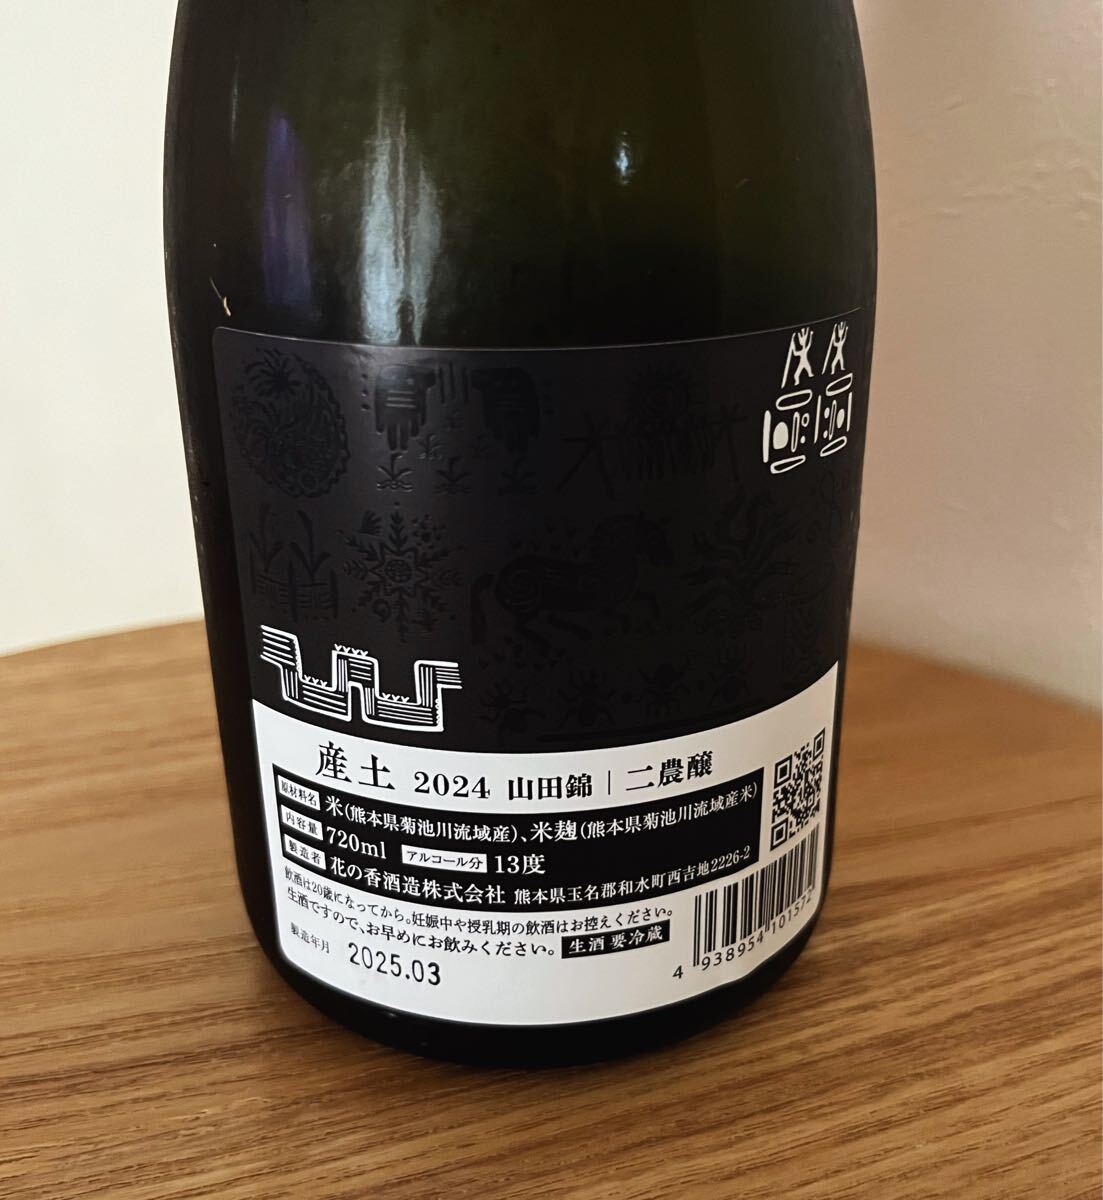 産土 2024 山田錦 | 二農醸
原材料名 米(熊本県菊池川流域産)、米麹(熊本県菊池川流域産米)
内容量 720ml アルコール分 13度
製造者 花の香酒造株式会社 熊本県玉名郡和水町西吉地2226-2
飲酒は20歳になってから。妊娠中や授乳期の飲酒はお控えください。
生酒ですので、お早めにお飲みください。 生酒 要冷蔵
製造年月 2025.03
4 938954 101572